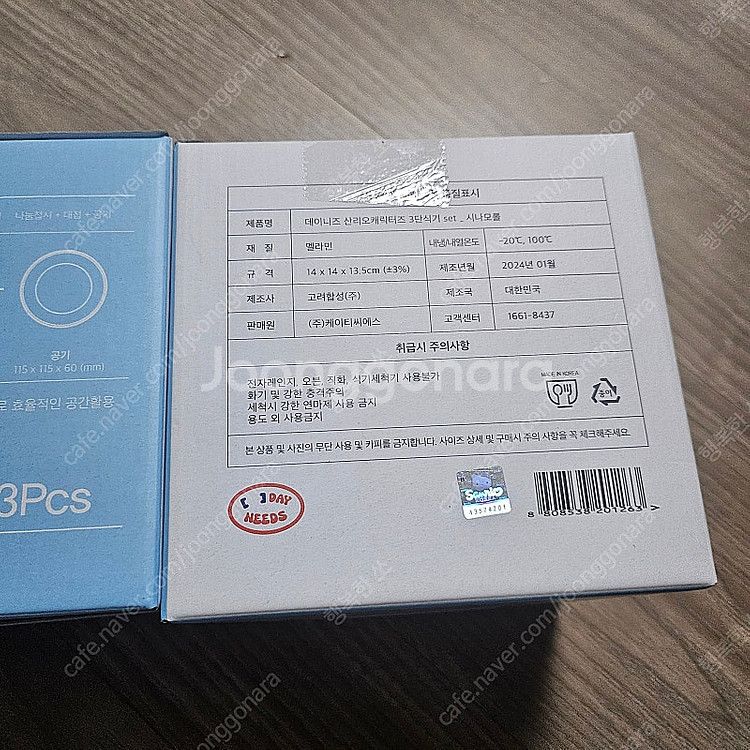 나눔접시 + 대접 + 공기
공기
115 x 115 x 60 (mm)
로 효율적인 공간활용
3Pcs
품질표시
제품명 데이니즈 산리오캐릭터즈 3단식기 set _ 시나모롤
재 질 멜라민 내냉/내열온도 -20℃, 100℃
규 격 14 x 14 x 13.5cm (±3%) 제조년월 2024년 01월
제조사 고려합성(주) 제조국 대한민국
판매원 (주)케이티씨에스 고객센터 1661-8437
취급시 주의사항
전자레인지, 오븐, 직화, 식기세척기 사용불가
화기 및 강한 충격주의
세척시 강한 연마제 사용 금지
용도 외 사용금지
MADE IN KOREA
종이
본 상품 및 사진의 무단 사용 및 카피를 금지합니다. 사이즈 상세 및 구매시 주의 사항을 꼭 체크해주세요.
DAY
NEEDS
Sanrio
43574201
8 808538 201263 >
Joonggonara
cafe.naver.com/joonggonara
행복한 소